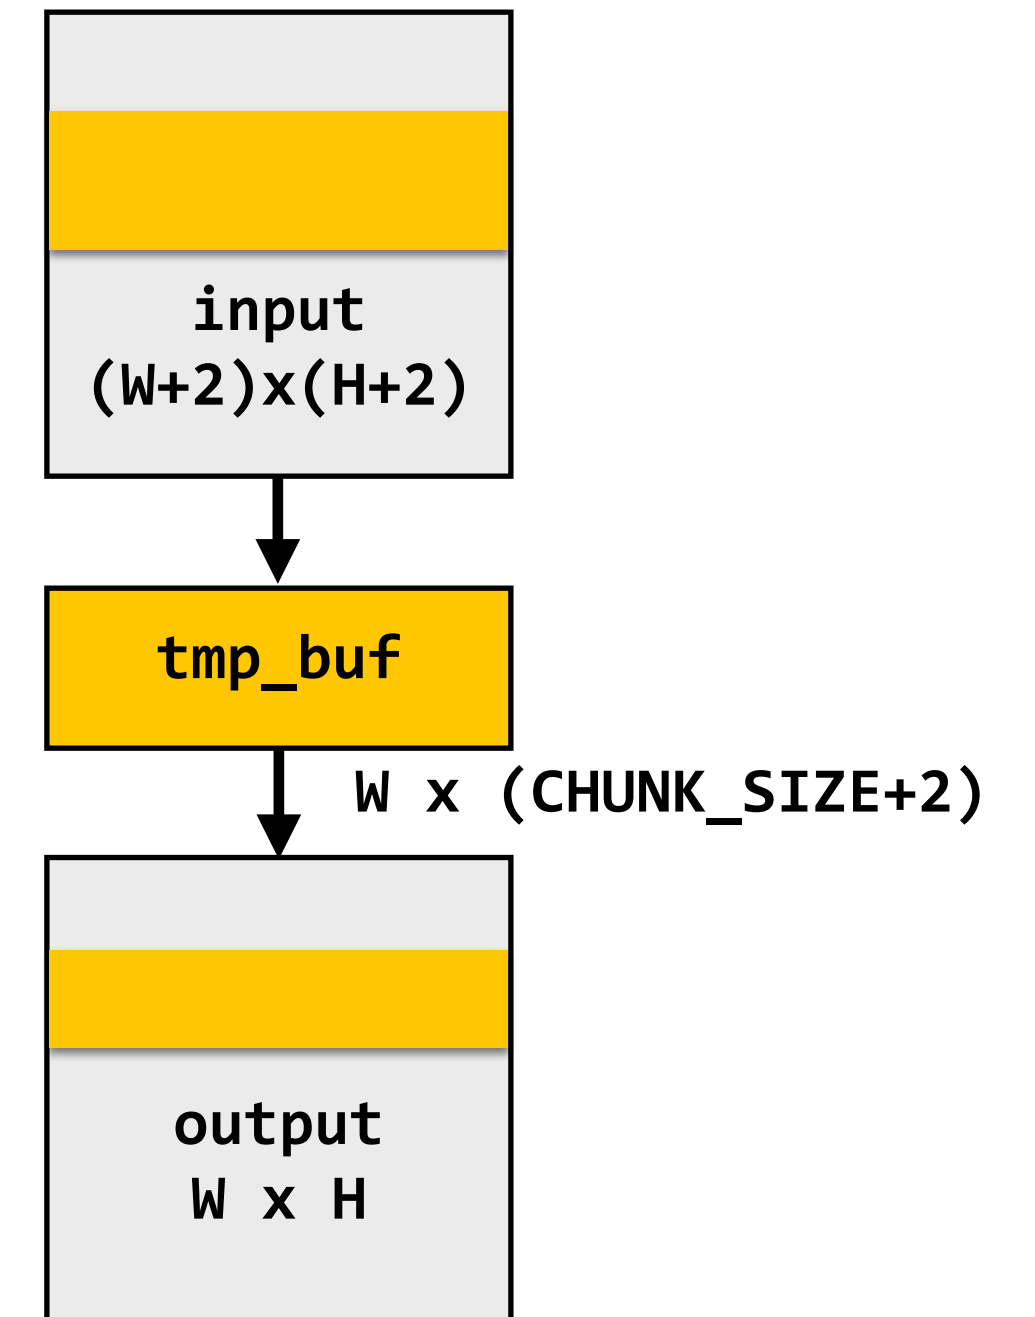 input
(W+2)x(H+2)
tmp_buf
W x (CHUNK_SIZE+2)
output
W x H